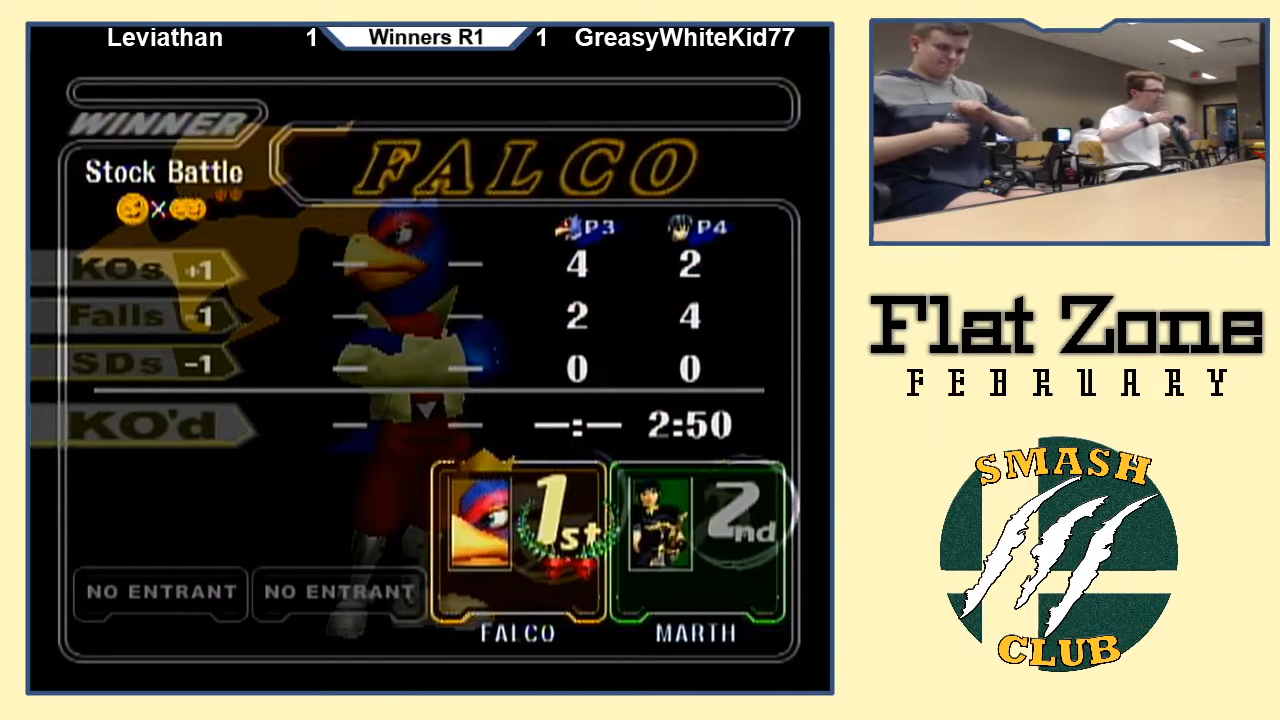 Leviathan 1 Winners R1 1 GreasyWhiteKid77
WINNER
FALCO
Stock Battle
P3 P4
KOs +1 4 2
Falls -1 2 4
SDs -1 0 0
KO'd --:-- 2:50
1st 2nd
NO ENTRANT NO ENTRANT
FALCO MARTH
Flat Zone
FEBRUARY
SMASH
CLUB